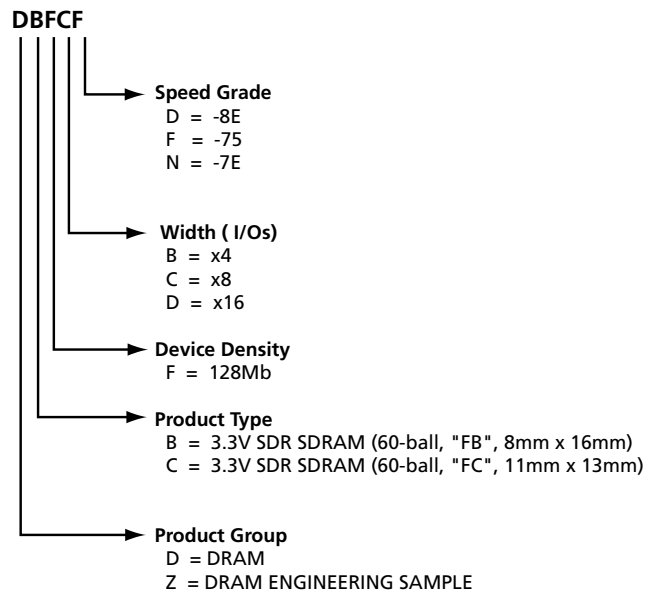 DBFCF
Speed Grade
D = -8E
F = -75
N = -7E
Width ( I/Os)
B = x4
C = x8
D = x16
Device Density
F = 128Mb
Product Type
B = 3.3V SDR SDRAM (60-ball, "FB", 8mm x 16mm)
C = 3.3V SDR SDRAM (60-ball, "FC", 11mm x 13mm)
Product Group
D = DRAM
Z = DRAM ENGINEERING SAMPLE